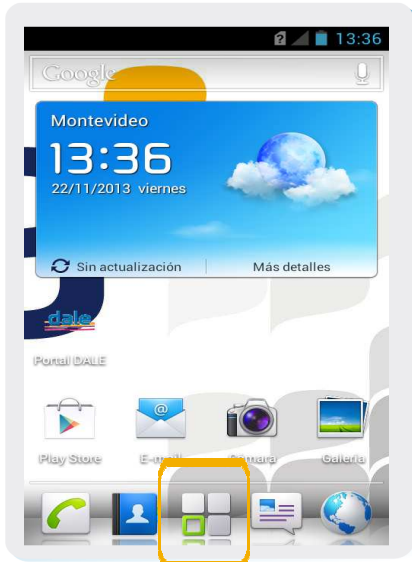 13:36
Google
Montevideo
13:36
22/11/2013 viernes
Sin actualización
Más detalles
dale
Portal DALE
Play Store
E-mail
Cámara
Galería